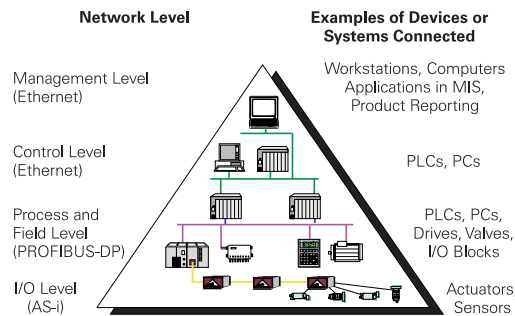 Network Level
Examples of Devices or
Systems Connected
Management Level
(Ethernet)
Workstations, Computers
Applications in MIS,
Product Reporting
Control Level
(Ethernet)
PLCs, PCs
Process and
Field Level
(PROFIBUS-DP)
PLCs, PC,
Drives, Valves,
I/O Blocks
I/O Level
(AS-i)
Actuators
Sensors